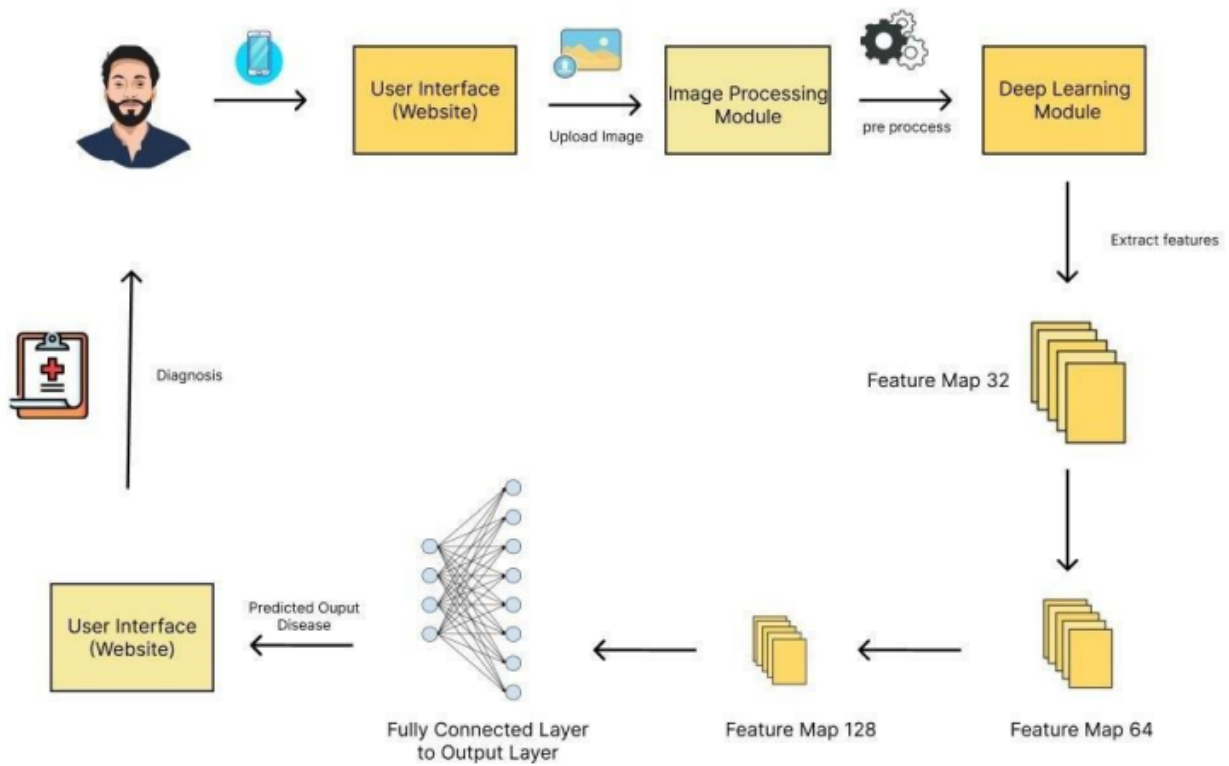 User Interface
(Website)
Upload Image
Image Processing
Module
pre proccess
Deep Learning
Module
Extract features
Feature Map 32
Feature Map 64
Feature Map 128
Fully Connected Layer
to Output Layer
Predicted Ouput
Disease
User Interface
(Website)
Diagnosis